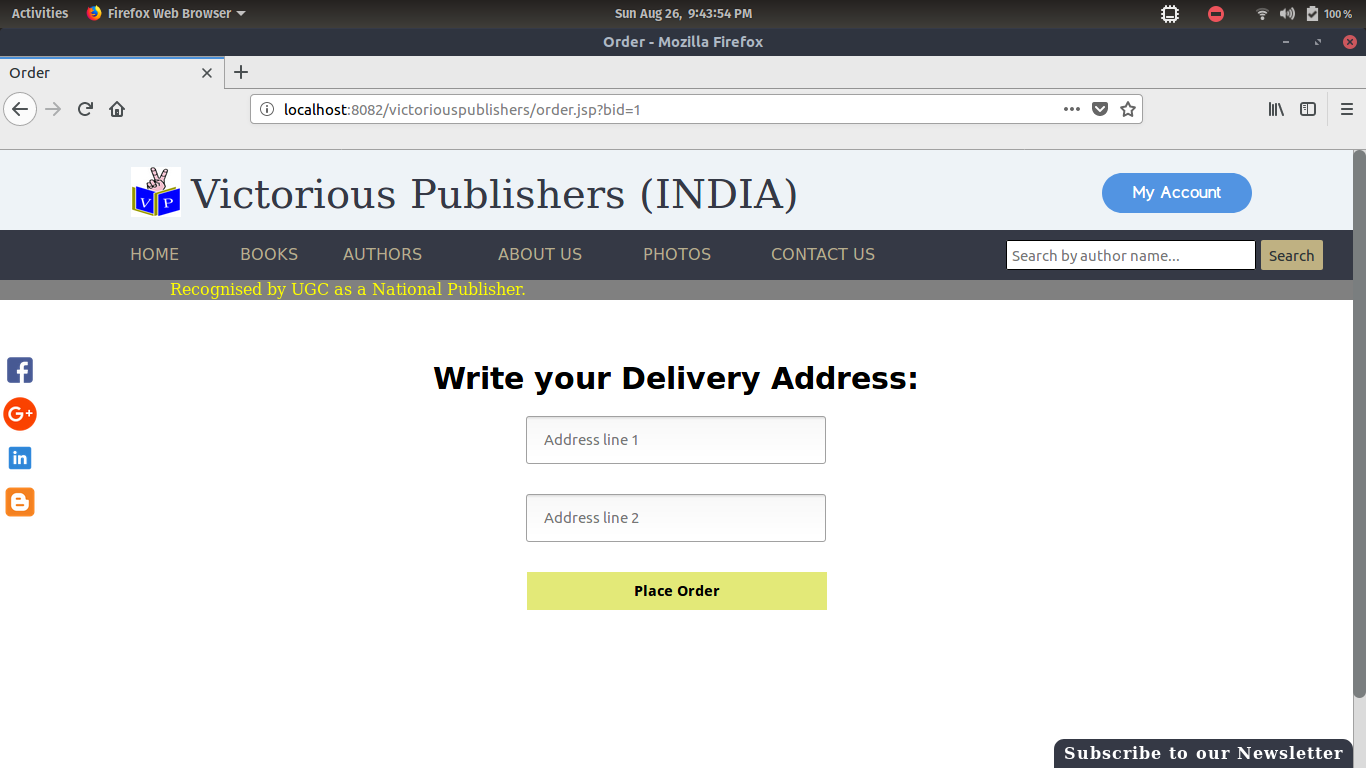 Activities Firefox Web Browser Sun Aug 26, 9:43:54 PM 100 %
Order - Mozilla Firefox
Order
localhost:8082/victoriouspublishers/order.jsp?bid=1
V P Victorious Publishers (INDIA) My Account
HOME BOOKS AUTHORS ABOUT US PHOTOS CONTACT US Search by author name... Search
Recognised by UGC as a National Publisher.
Write your Delivery Address:
Address line 1
Address line 2
Place Order
Subscribe to our Newsletter